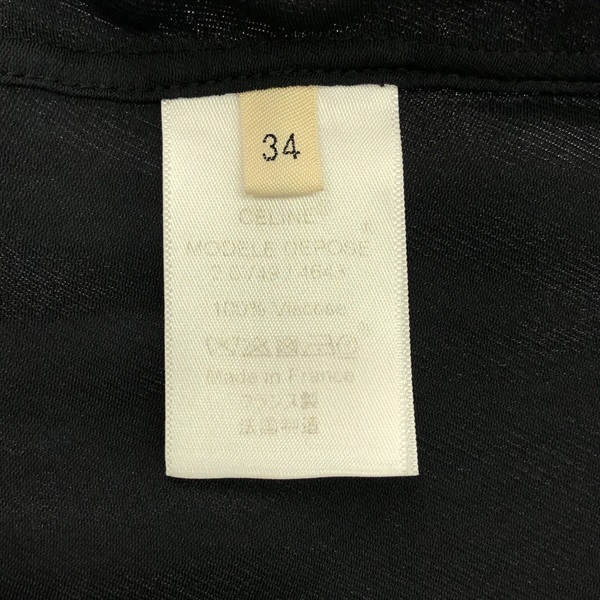 34
CELINE®
MODELE DEPOSE
100% Viscose
Made in France
フランス製